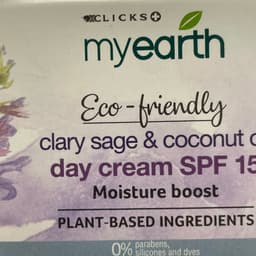 CLICKS
myearth
Eco-friendly
clary sage & coconut
day cream SPF 15
Moisture boost
PLANT-BASED INGREDIENTS
0% parabens,
silicones and dyes